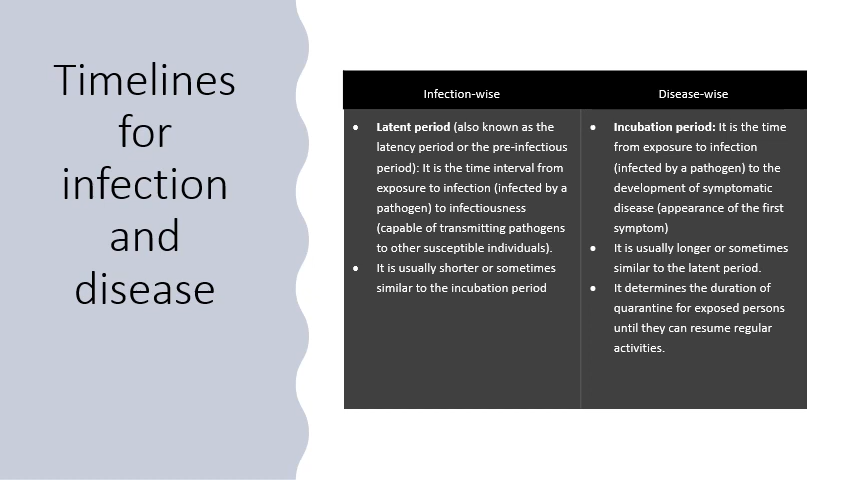 Timelines
for
infection
and
disease
Infection-wise
Disease-wise
• Latent period (also known as the
latency period or the pre-infectious
period): It is the time interval from
exposure to infection (infected by a
pathogen) to infectiousness
(capable of transmitting pathogens
to other susceptible individuals).
• It is usually shorter or sometimes
similar to the incubation period
• Incubation period: It is the time
from exposure to infection
(infected by a pathogen) to the
development of symptomatic
disease (appearance of the first
symptom)
• It is usually longer or sometimes
similar to the latent period.
• It determines the duration of
quarantine for exposed persons
until they can resume regular
activities.